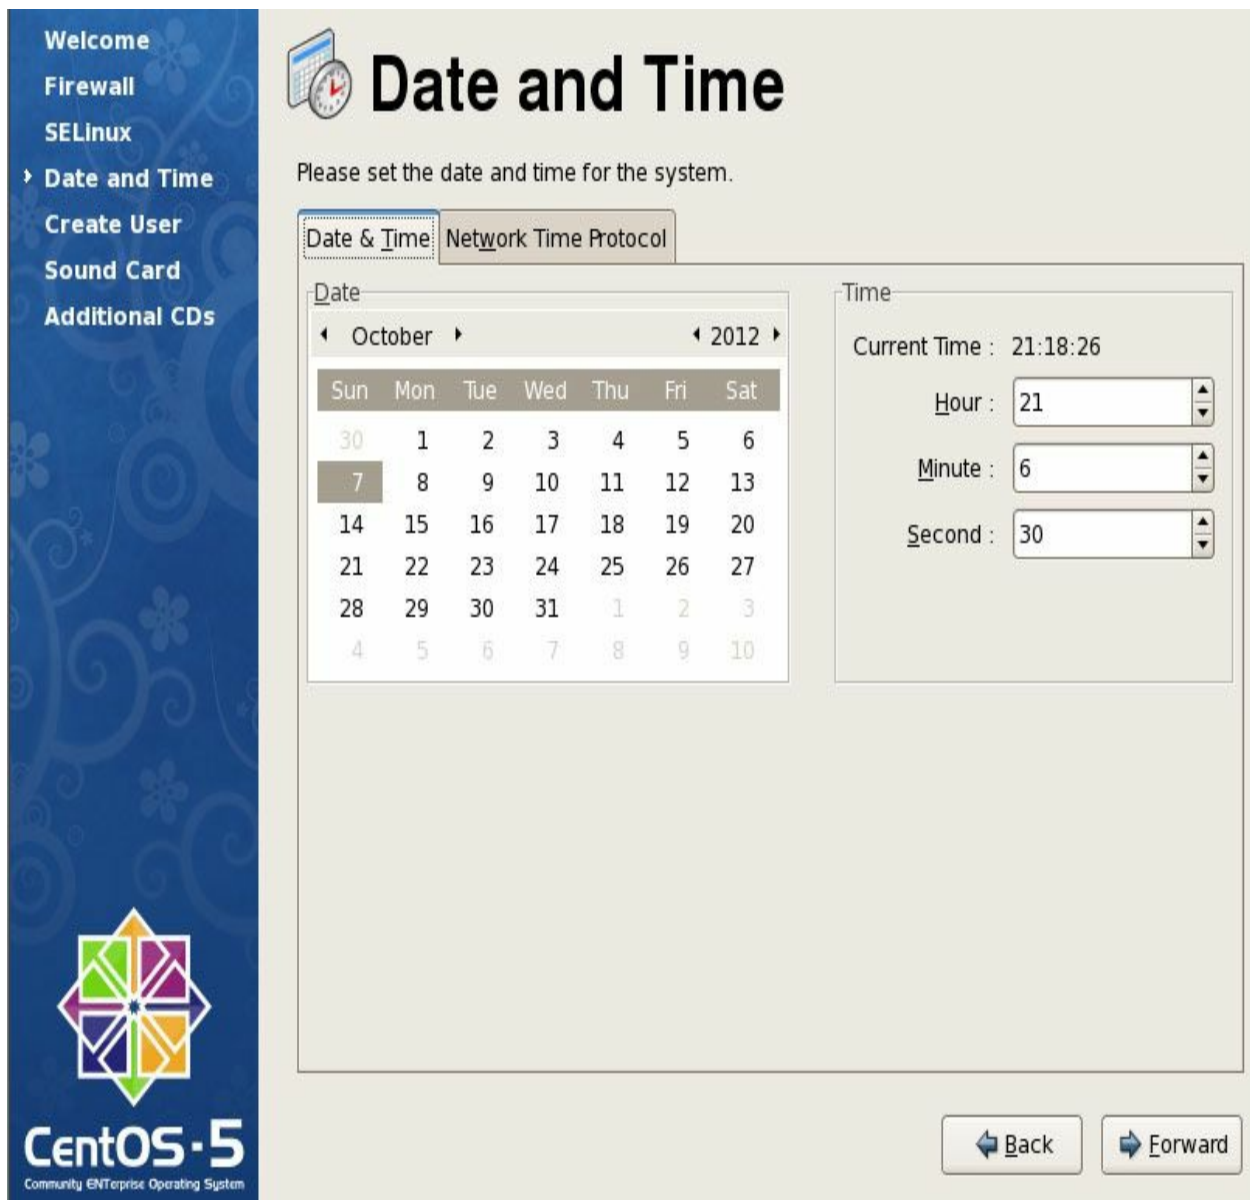 Welcome
Firewall
SELinux
Date and Time
Create User
Sound Card
Additional CDs
CentOS-5
Community ENTerprise Operating System
Date and Time
Please set the date and time for the system.
Date & Time Network Time Protocol
Date
October 2012
Sun Mon Tue Wed Thu Fri Sat
30 1 2 3 4 5 6
7 8 9 10 11 12 13
14 15 16 17 18 19 20
21 22 23 24 25 26 27
28 29 30 31 1 2 3
4 5 6 7 8 9 10
Time
Current Time : 21:18:26
Hour : 21
Minute : 6
Second : 30
Back Forward